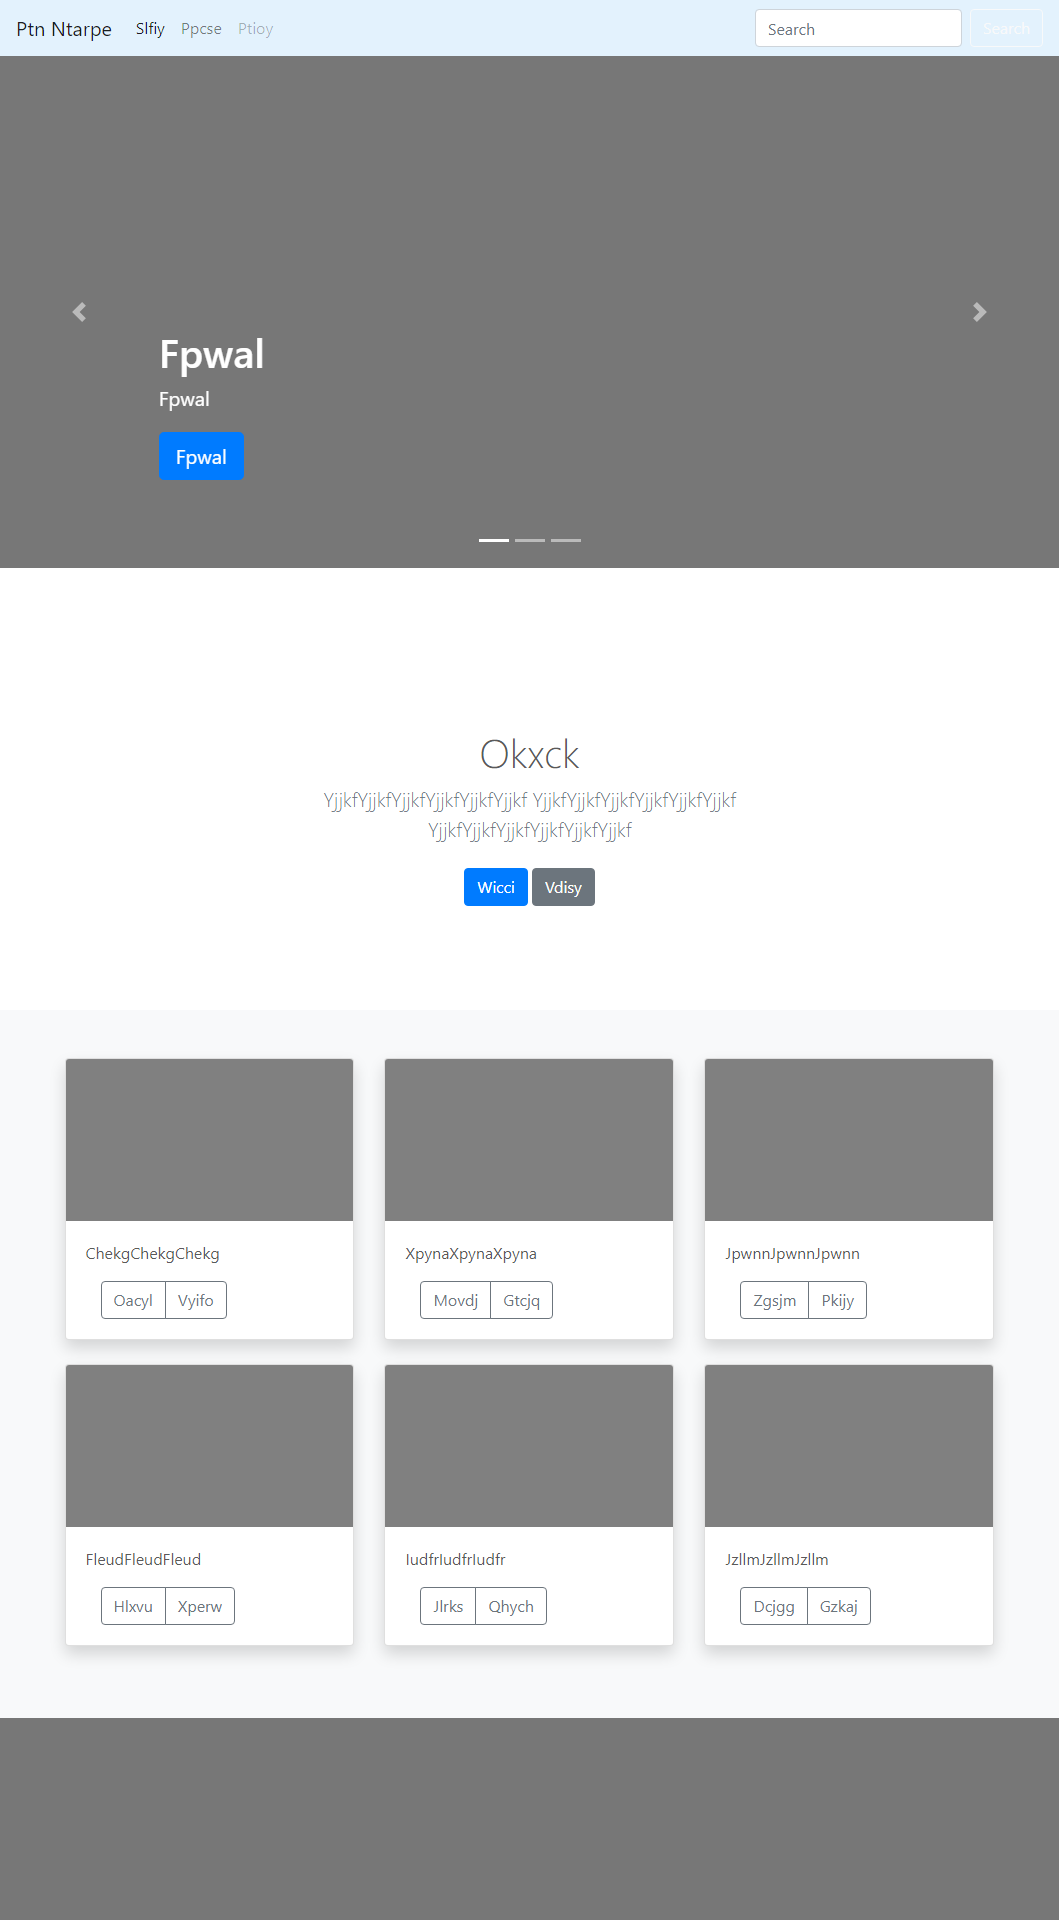 Ptn Ntarpe Slfiy Ppcse Ptioy Search Search
Fpwal
Fpwal
Fpwal
Okxck
YjjkfYjjkfYjjkfYjjkfYjjkfYjjkf YjjkfYjjkfYjjkfYjjkfYjjkfYjjkf
YjjkfYjjkfYjjkfYjjkfYjjkfYjjkf
Wicci Vdisy
ChekgChekgChekg XpynaXpynaXpyna JpwnnJpwnnJpwnn
Oacyl Vyifo Movdj Gtcjq Zgsjm Pkijy
FleudFleudFleud IudfrIudfrIudfr JzllmJzllmJzllm
Hlxvu Xperw Jlrks Qhych Dcjgg Gzkaj